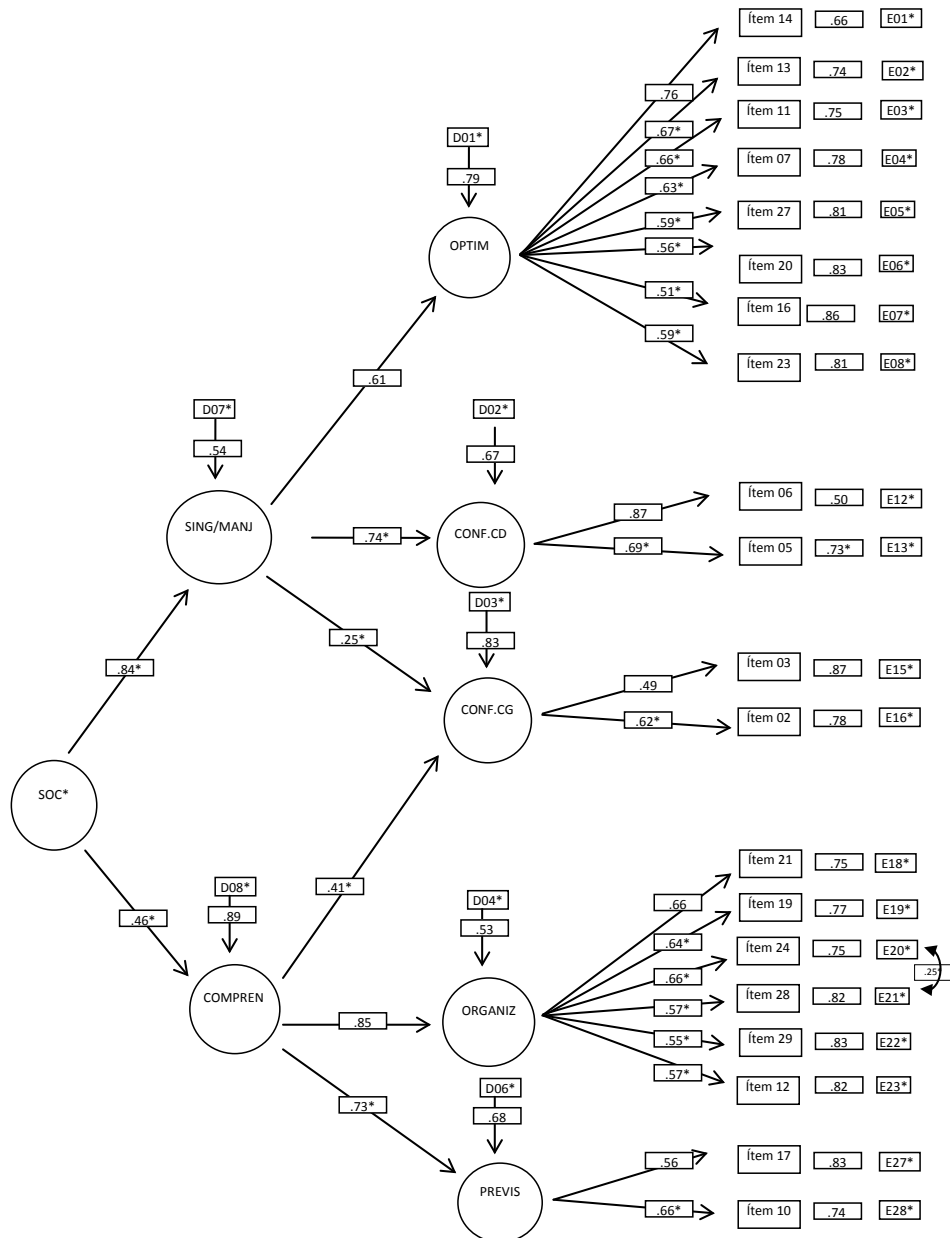 Ítem 14 .66 E01*
Ítem 13 .74 E02*
.76
Ítem 11 .75 E03*
D01*
.67*
.66*
Ítem 07 .78 E04*
.79
.63*
Ítem 27 .81 E05*
.59*
OPTIM
.56*
Ítem 20 .83 E06*
.51*
Ítem 16 .86 E07*
.59*
Ítem 23 .81 E08*
.61
D07*
D02*
.54
.67
Ítem 06 .50 E12*
.87
SING/MANJ
.74*
CONF.CD
.69*
Ítem 05 .73* E13*
D03*
.25*
.83
Ítem 03 .87 E15*
.84*
.49
CONF.CG
.62*
Ítem 02 .78 E16*
SOC*
Ítem 21 .75 E18*
D08*
.41*
D04*
.66
Ítem 19 .77 E19*
.46*
.89
.53
.64*
Ítem 24 .75 E20*
.66*
.25*
COMPREN
ORGANIZ
Ítem 28 .82 E21*
.57*
.85
.55*
Ítem 29 .83 E22*
.57*
Ítem 12 .82 E23*
D06*
.73*
.68
Ítem 17 .83 E27*
.56
PREVIS
.66*
Ítem 10 .74 E28*